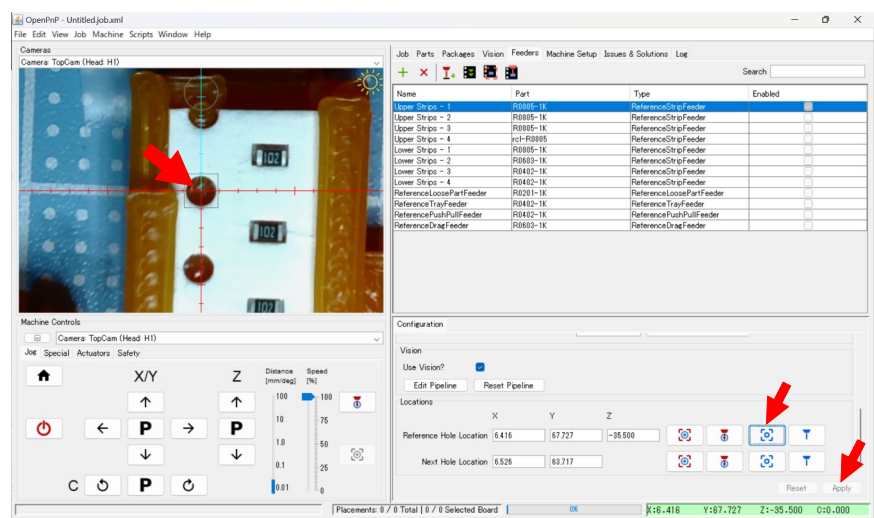 OpenPnP - Untitled.job.xml
File Edit View Job Machine Scripts Window Help
Cameras
Camera: TopCam (Head: H1)
102
102
102
Machine Controls
Camera: TopCam (Head: H1)
Jog Special Actuators Safety
X/Y Z
Distance [mm/deg]
Speed [%]
100 100
P P
10 75
1.0 50
0.1 25
0.01 0
C P
Job Parts Packages Vision Feeders Machine Setup Issues & Solutions Log
Search
Name Part Type Enabled
Upper Strips - 1 R0805-1K ReferenceStripFeeder
Upper Strips - 2 R0805-1K ReferenceStripFeeder
Upper Strips - 3 R0805-1K ReferenceStripFeeder
Upper Strips - 4 rcl-R0805 ReferenceStripFeeder
Lower Strips - 1 R0805-1K ReferenceStripFeeder
Lower Strips - 2 R0603-1K ReferenceStripFeeder
Lower Strips - 3 R0402-1K ReferenceStripFeeder
Lower Strips - 4 R0402-1K ReferenceStripFeeder
ReferenceLoosePartFeeder R0201-1K ReferenceLoosePartFeeder
ReferenceTrayFeeder R0402-1K ReferenceTrayFeeder
ReferencePushPullFeeder R0402-1K ReferencePushPullFeeder
ReferenceDragFeeder R0603-1K ReferenceDragFeeder
Configuration
Vision
Use Vision?
Edit Pipeline Reset Pipeline
Locations
X Y Z
Reference Hole Location 6.416 67.727 -35.500
Next Hole Location 6.526 63.717
Reset Apply
Placements: 0 / 0 Total | 0 / 0 Selected Board 0% X:6.416 Y:67.727 Z:-35.500 C:0.000